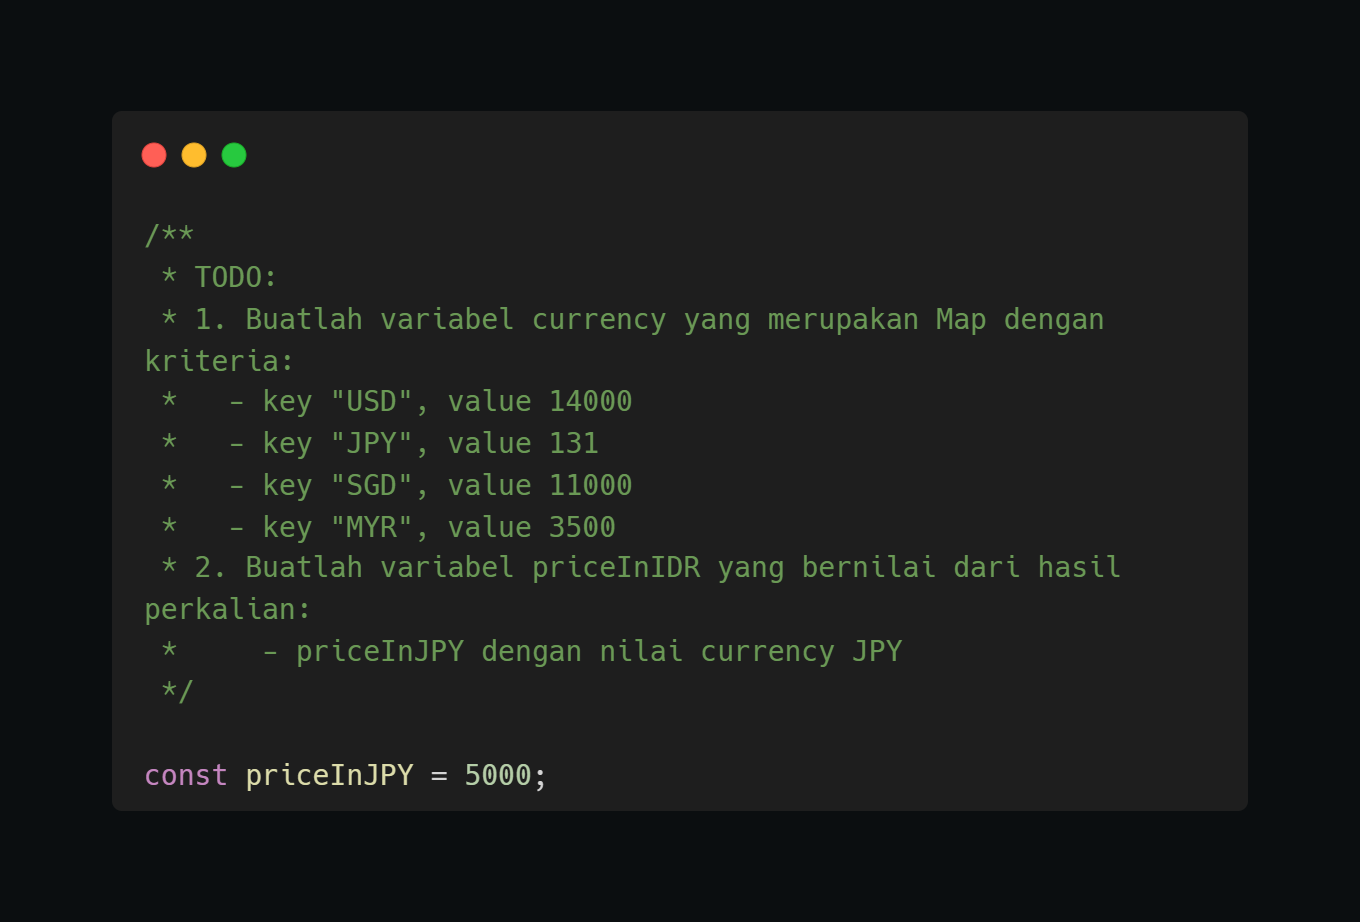 /**
 * TODO:
 * 1. Buatlah variabel currency yang merupakan Map dengan
kriteria:
 *   - key "USD", value 14000
 *   - key "JPY", value 131
 *   - key "SGD", value 11000
 *   - key "MYR", value 3500
 * 2. Buatlah variabel priceInIDR yang bernilai dari hasil
perkalian:
 *     - priceInJPY dengan nilai currency JPY
 */
const priceInJPY = 5000;